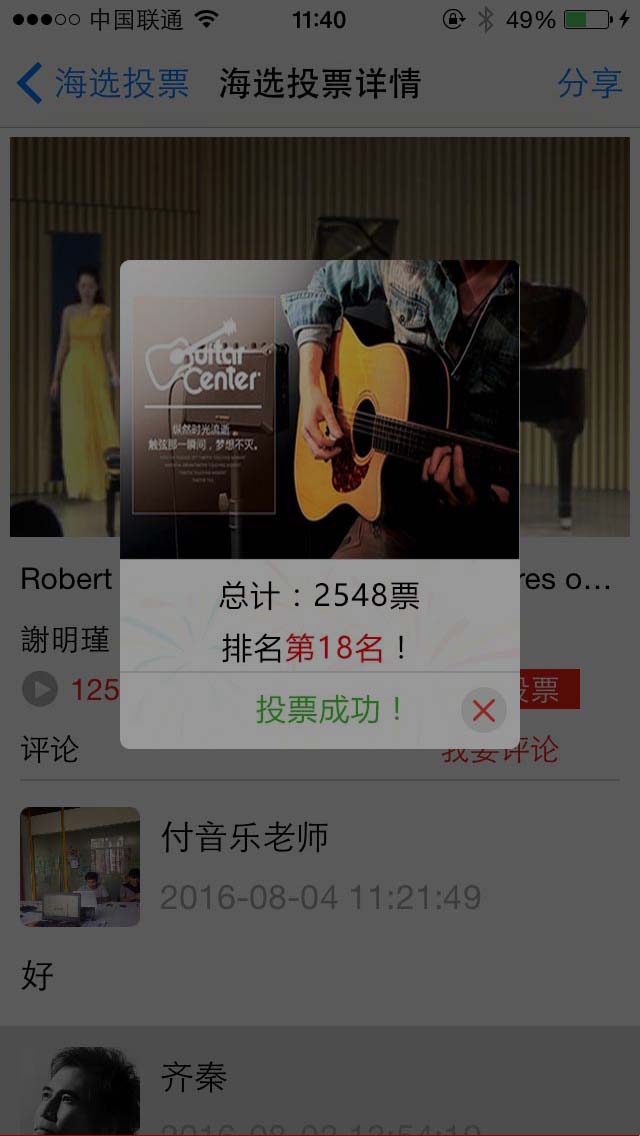 中国联通 11:40 49%
海选投票 海选投票详情 分享
Guitar
Center
纵然时光流逝
触弦那一瞬间，梦想不灭。
总计：2548票
排名第18名！
投票成功！
Robert res o...
謝明瑾
125 投票
评论 我要评论
付音乐老师
2016-08-04 11:21:49
好
齐秦